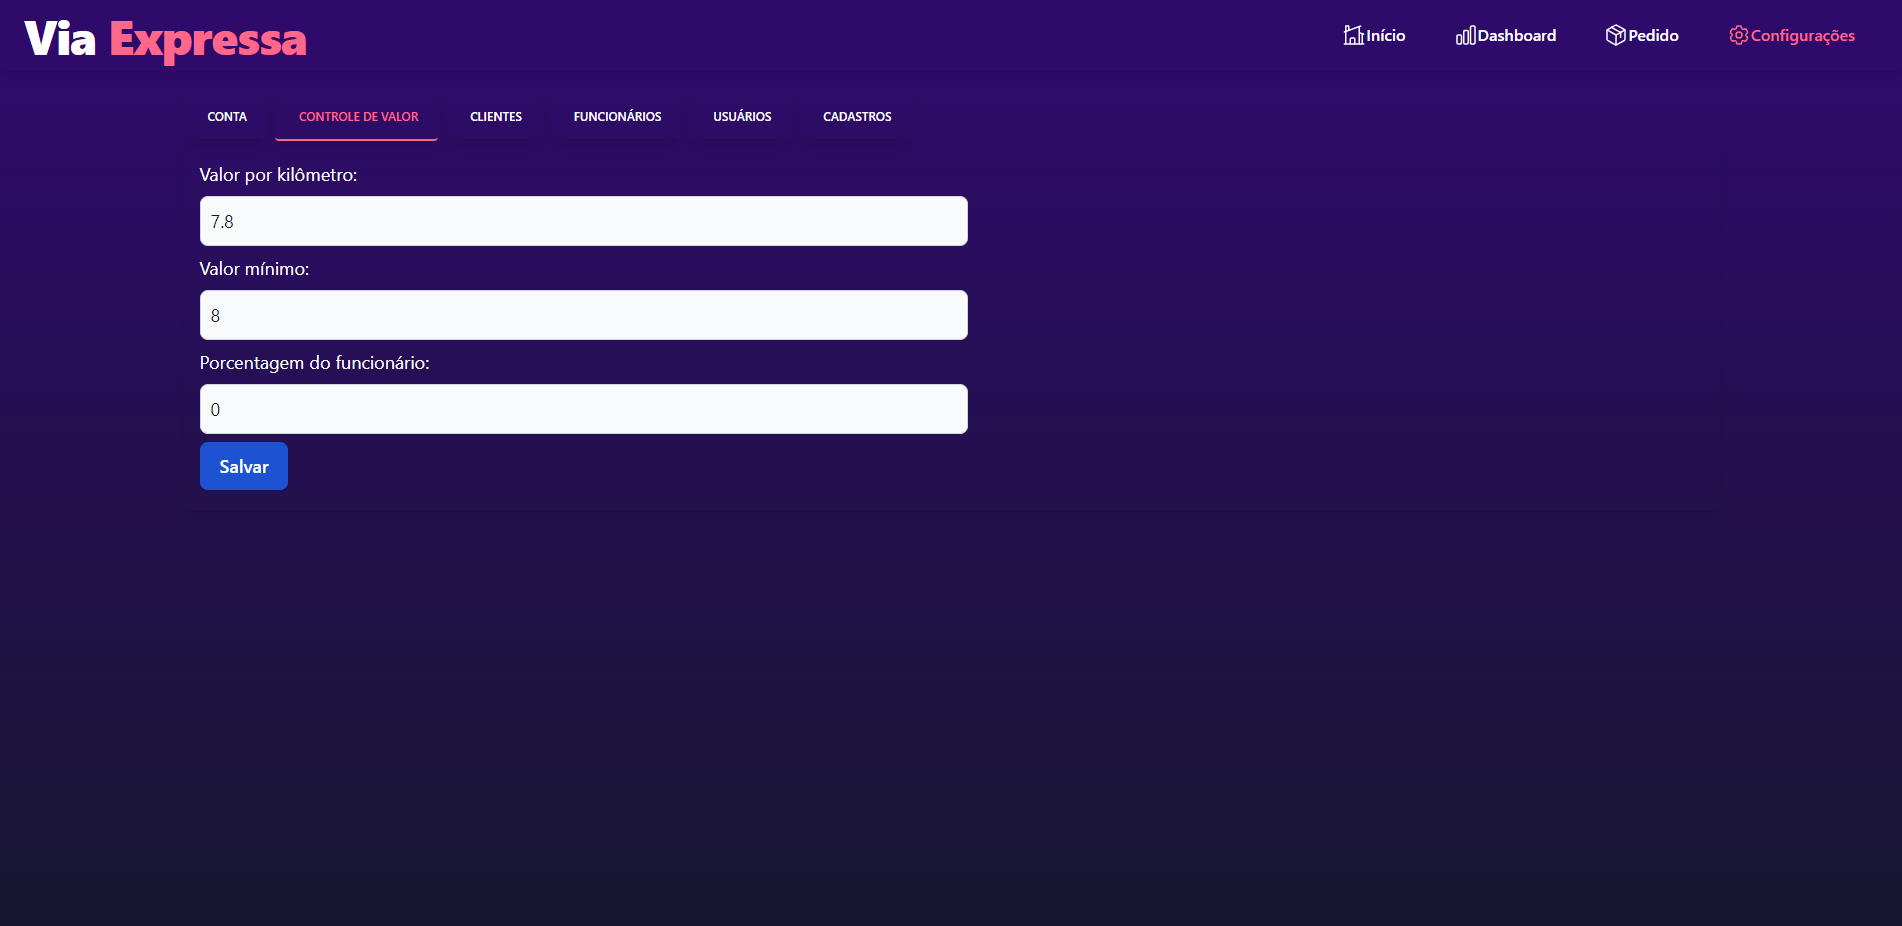 Via Expressa
Início Dashboard Pedido Configurações
CONTA CONTROLE DE VALOR CLIENTES FUNCIONÁRIOS USUÁRIOS CADASTROS
Valor por kilômetro:
7.8
Valor mínimo:
8
Porcentagem do funcionário:
0
Salvar